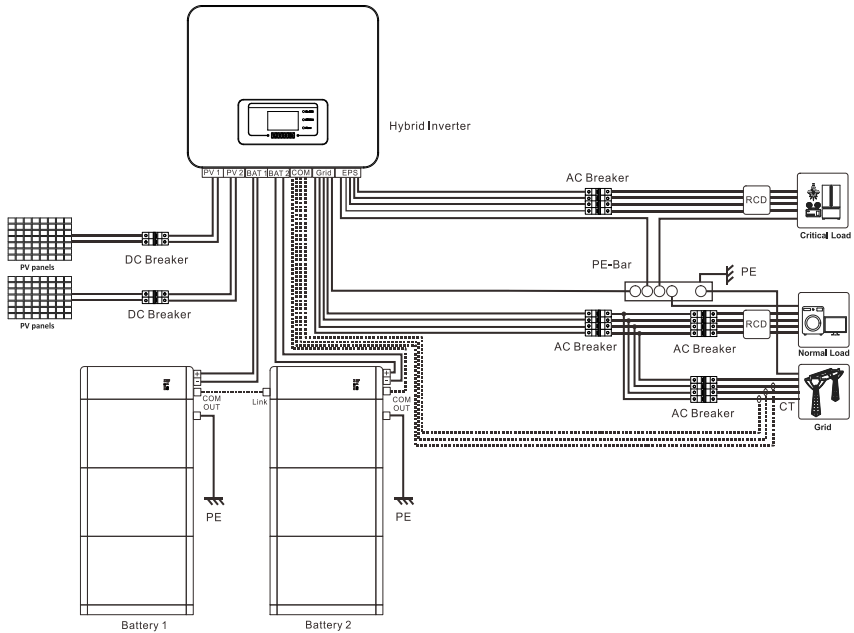 Hybrid Inverter
PV 1 PV 2 BAT 1 BAT 2 COM Grid EPS
AC Breaker
RCD
Critical Load
PV panels
DC Breaker
PE-Bar
PE
PV panels
DC Breaker
AC Breaker
AC Breaker
RCD
Normal Load
+
-
COM
OUT
Link
+
-
COM
OUT
AC Breaker
CT
Grid
PE
PE
Battery 1
Battery 2